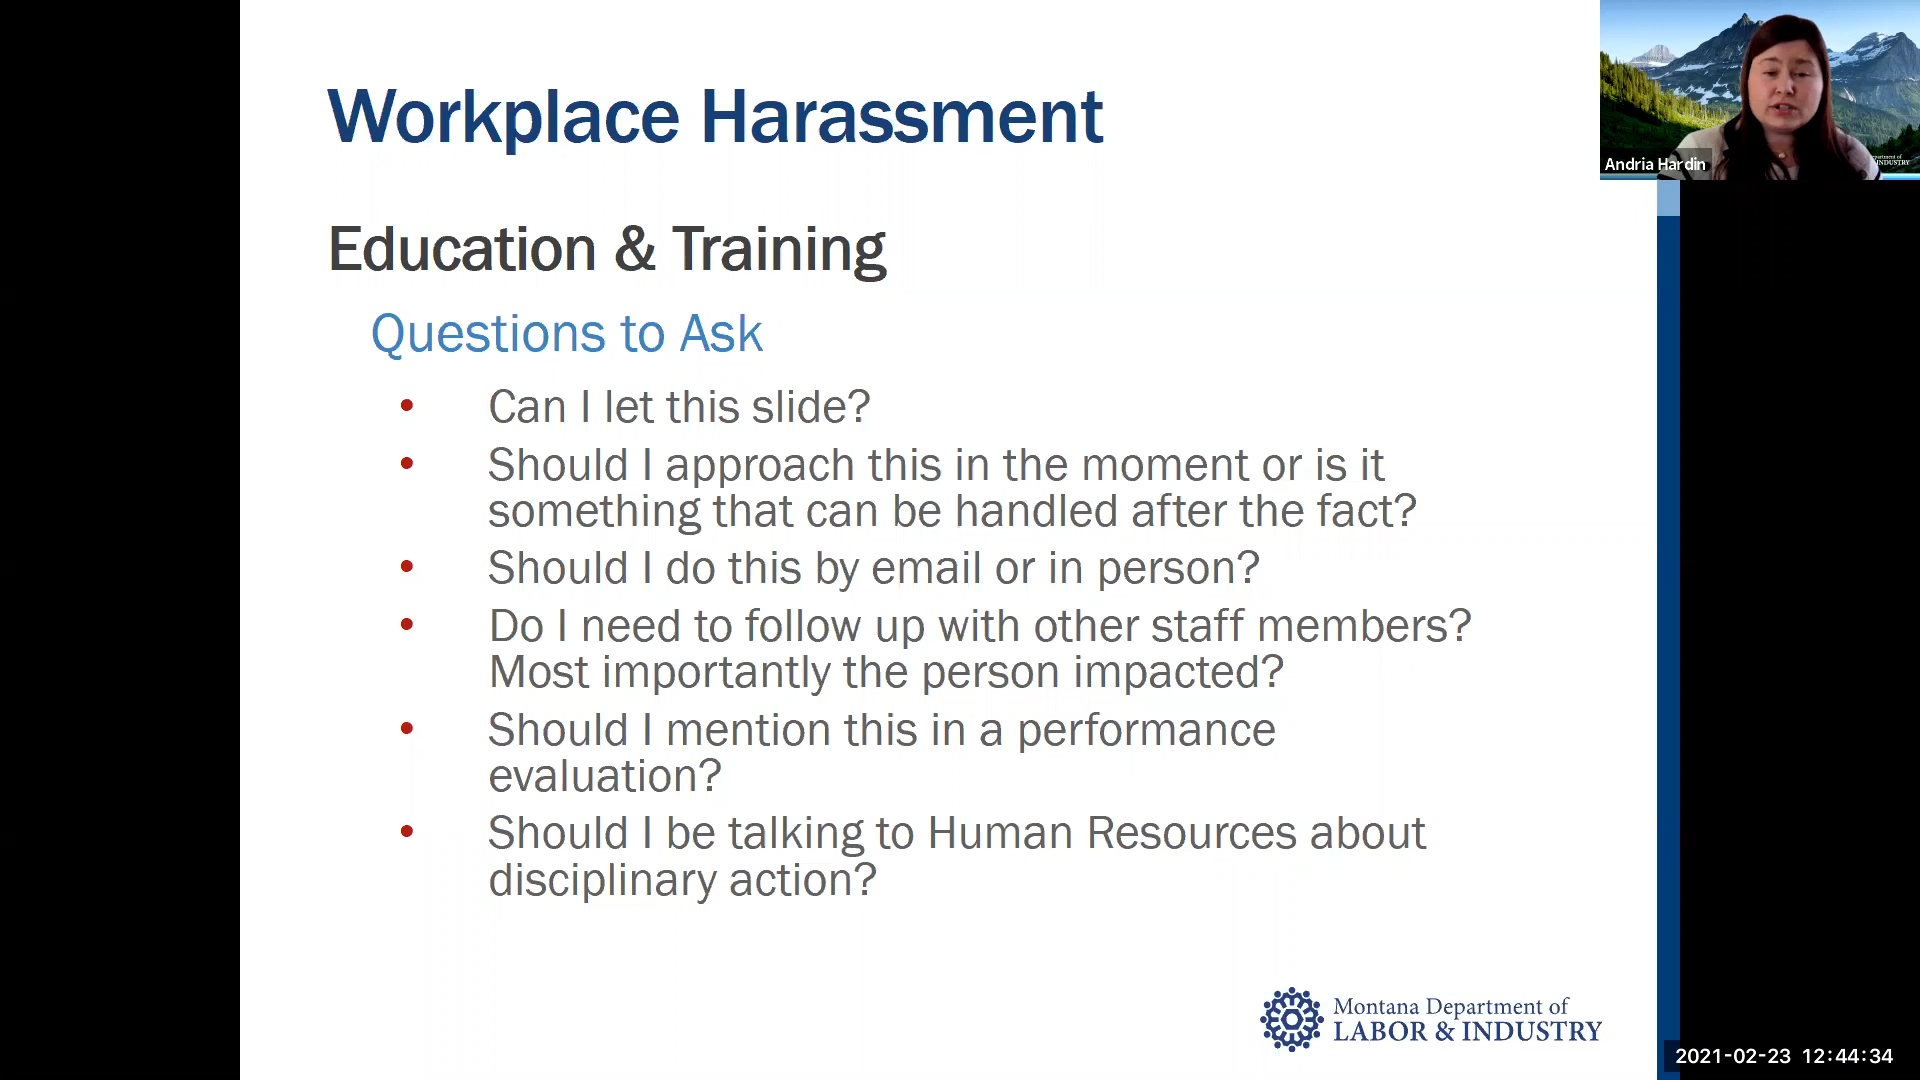 Workplace Harassment
Andria Hardin
INDUSTRY
Education & Training
Questions to Ask
• Can I let this slide?
• Should I approach this in the moment or is it
something that can be handled after the fact?
• Should I do this by email or in person?
• Do I need to follow up with other staff members?
Most importantly the person impacted?
• Should I mention this in a performance
evaluation?
• Should I be talking to Human Resources about
disciplinary action?
Montana Department of
LABOR & INDUSTRY
2021-02-23 12:44:34